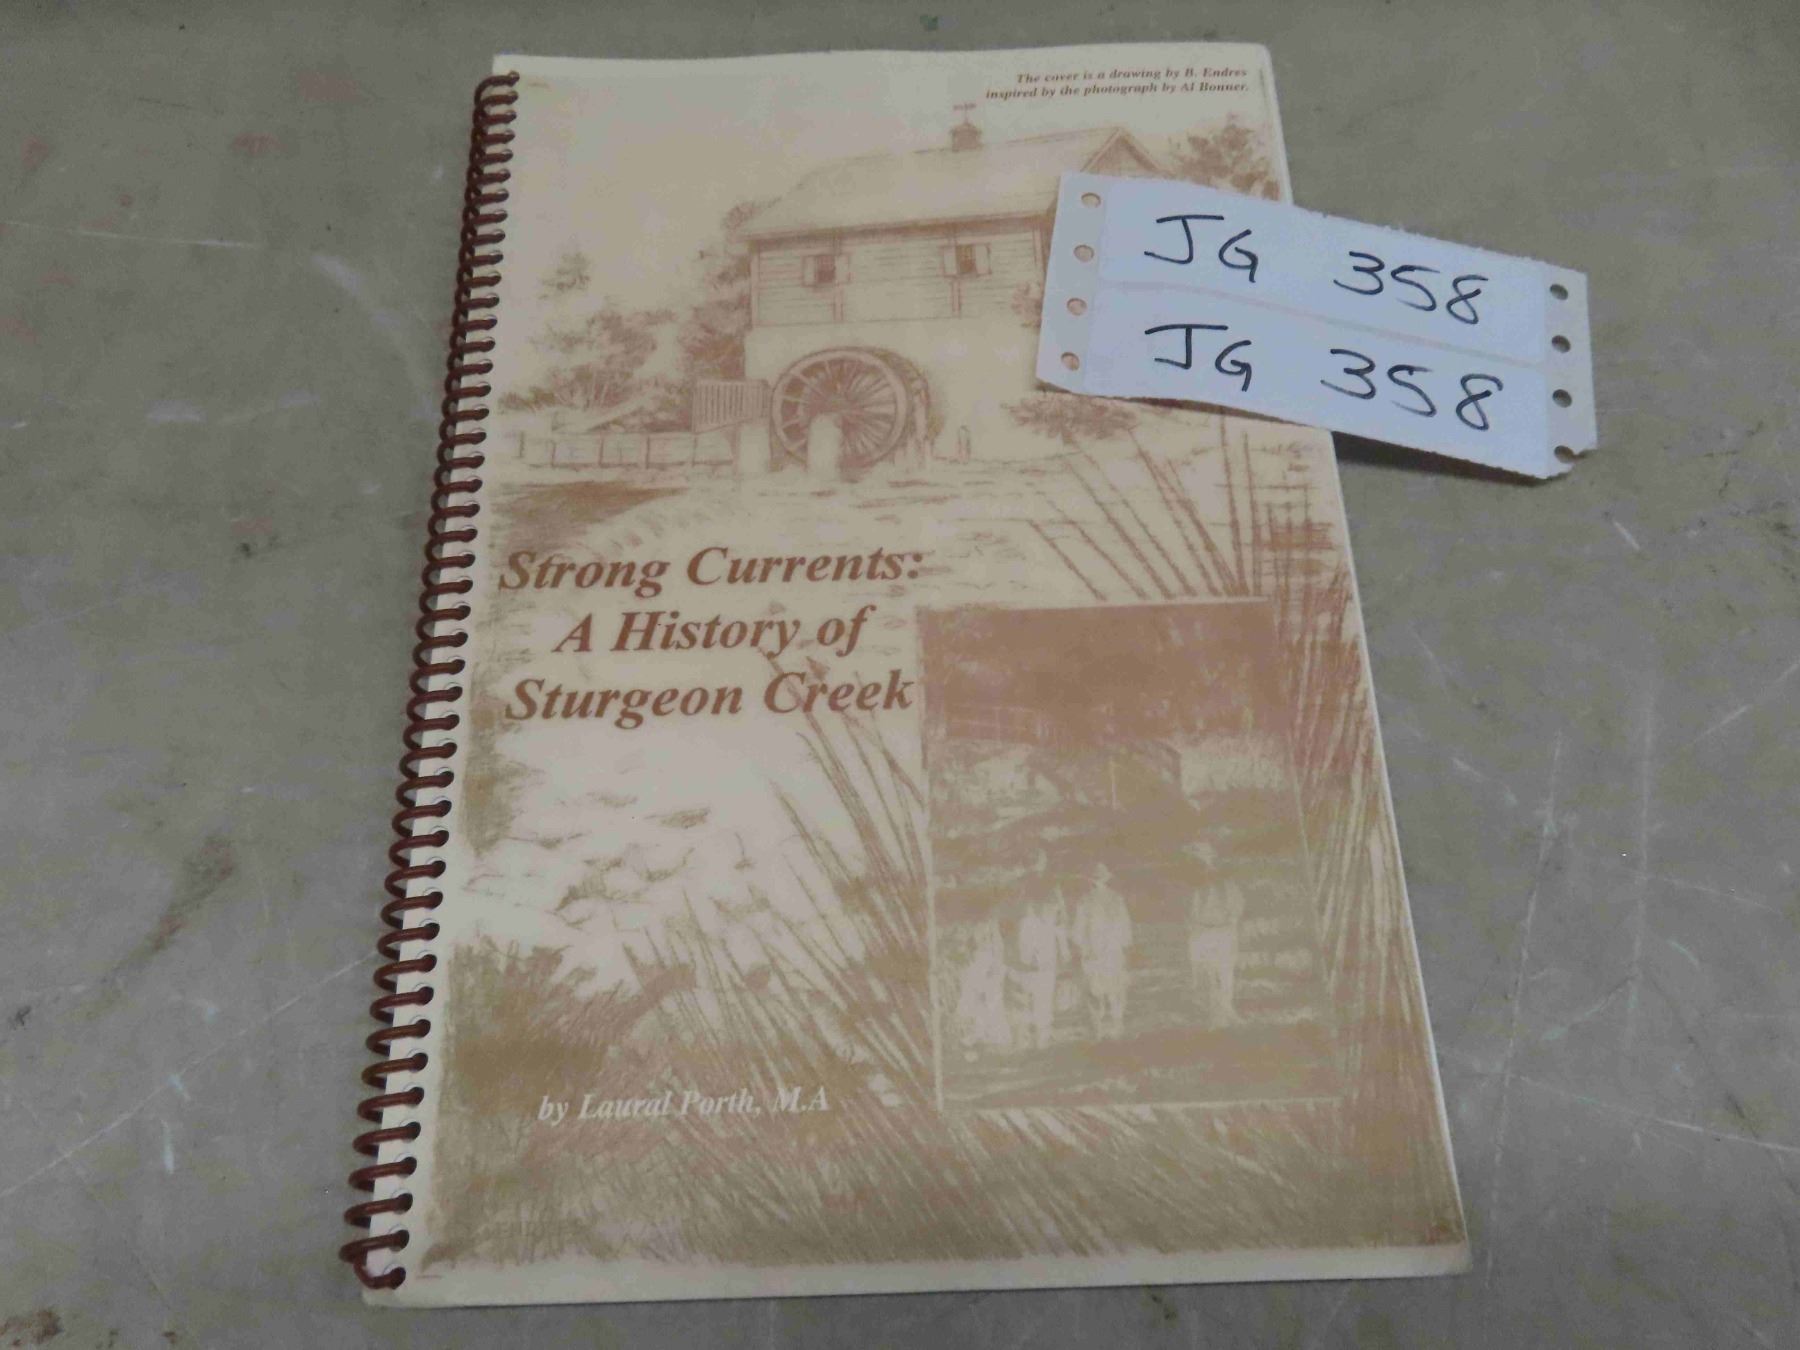 The cover is a drawing by B. Endres
inspired by the photograph by Al Bonner.
JG 358
JG 358
Strong Currents:
A History of
Sturgeon Creek
by Laural Porth, M.A